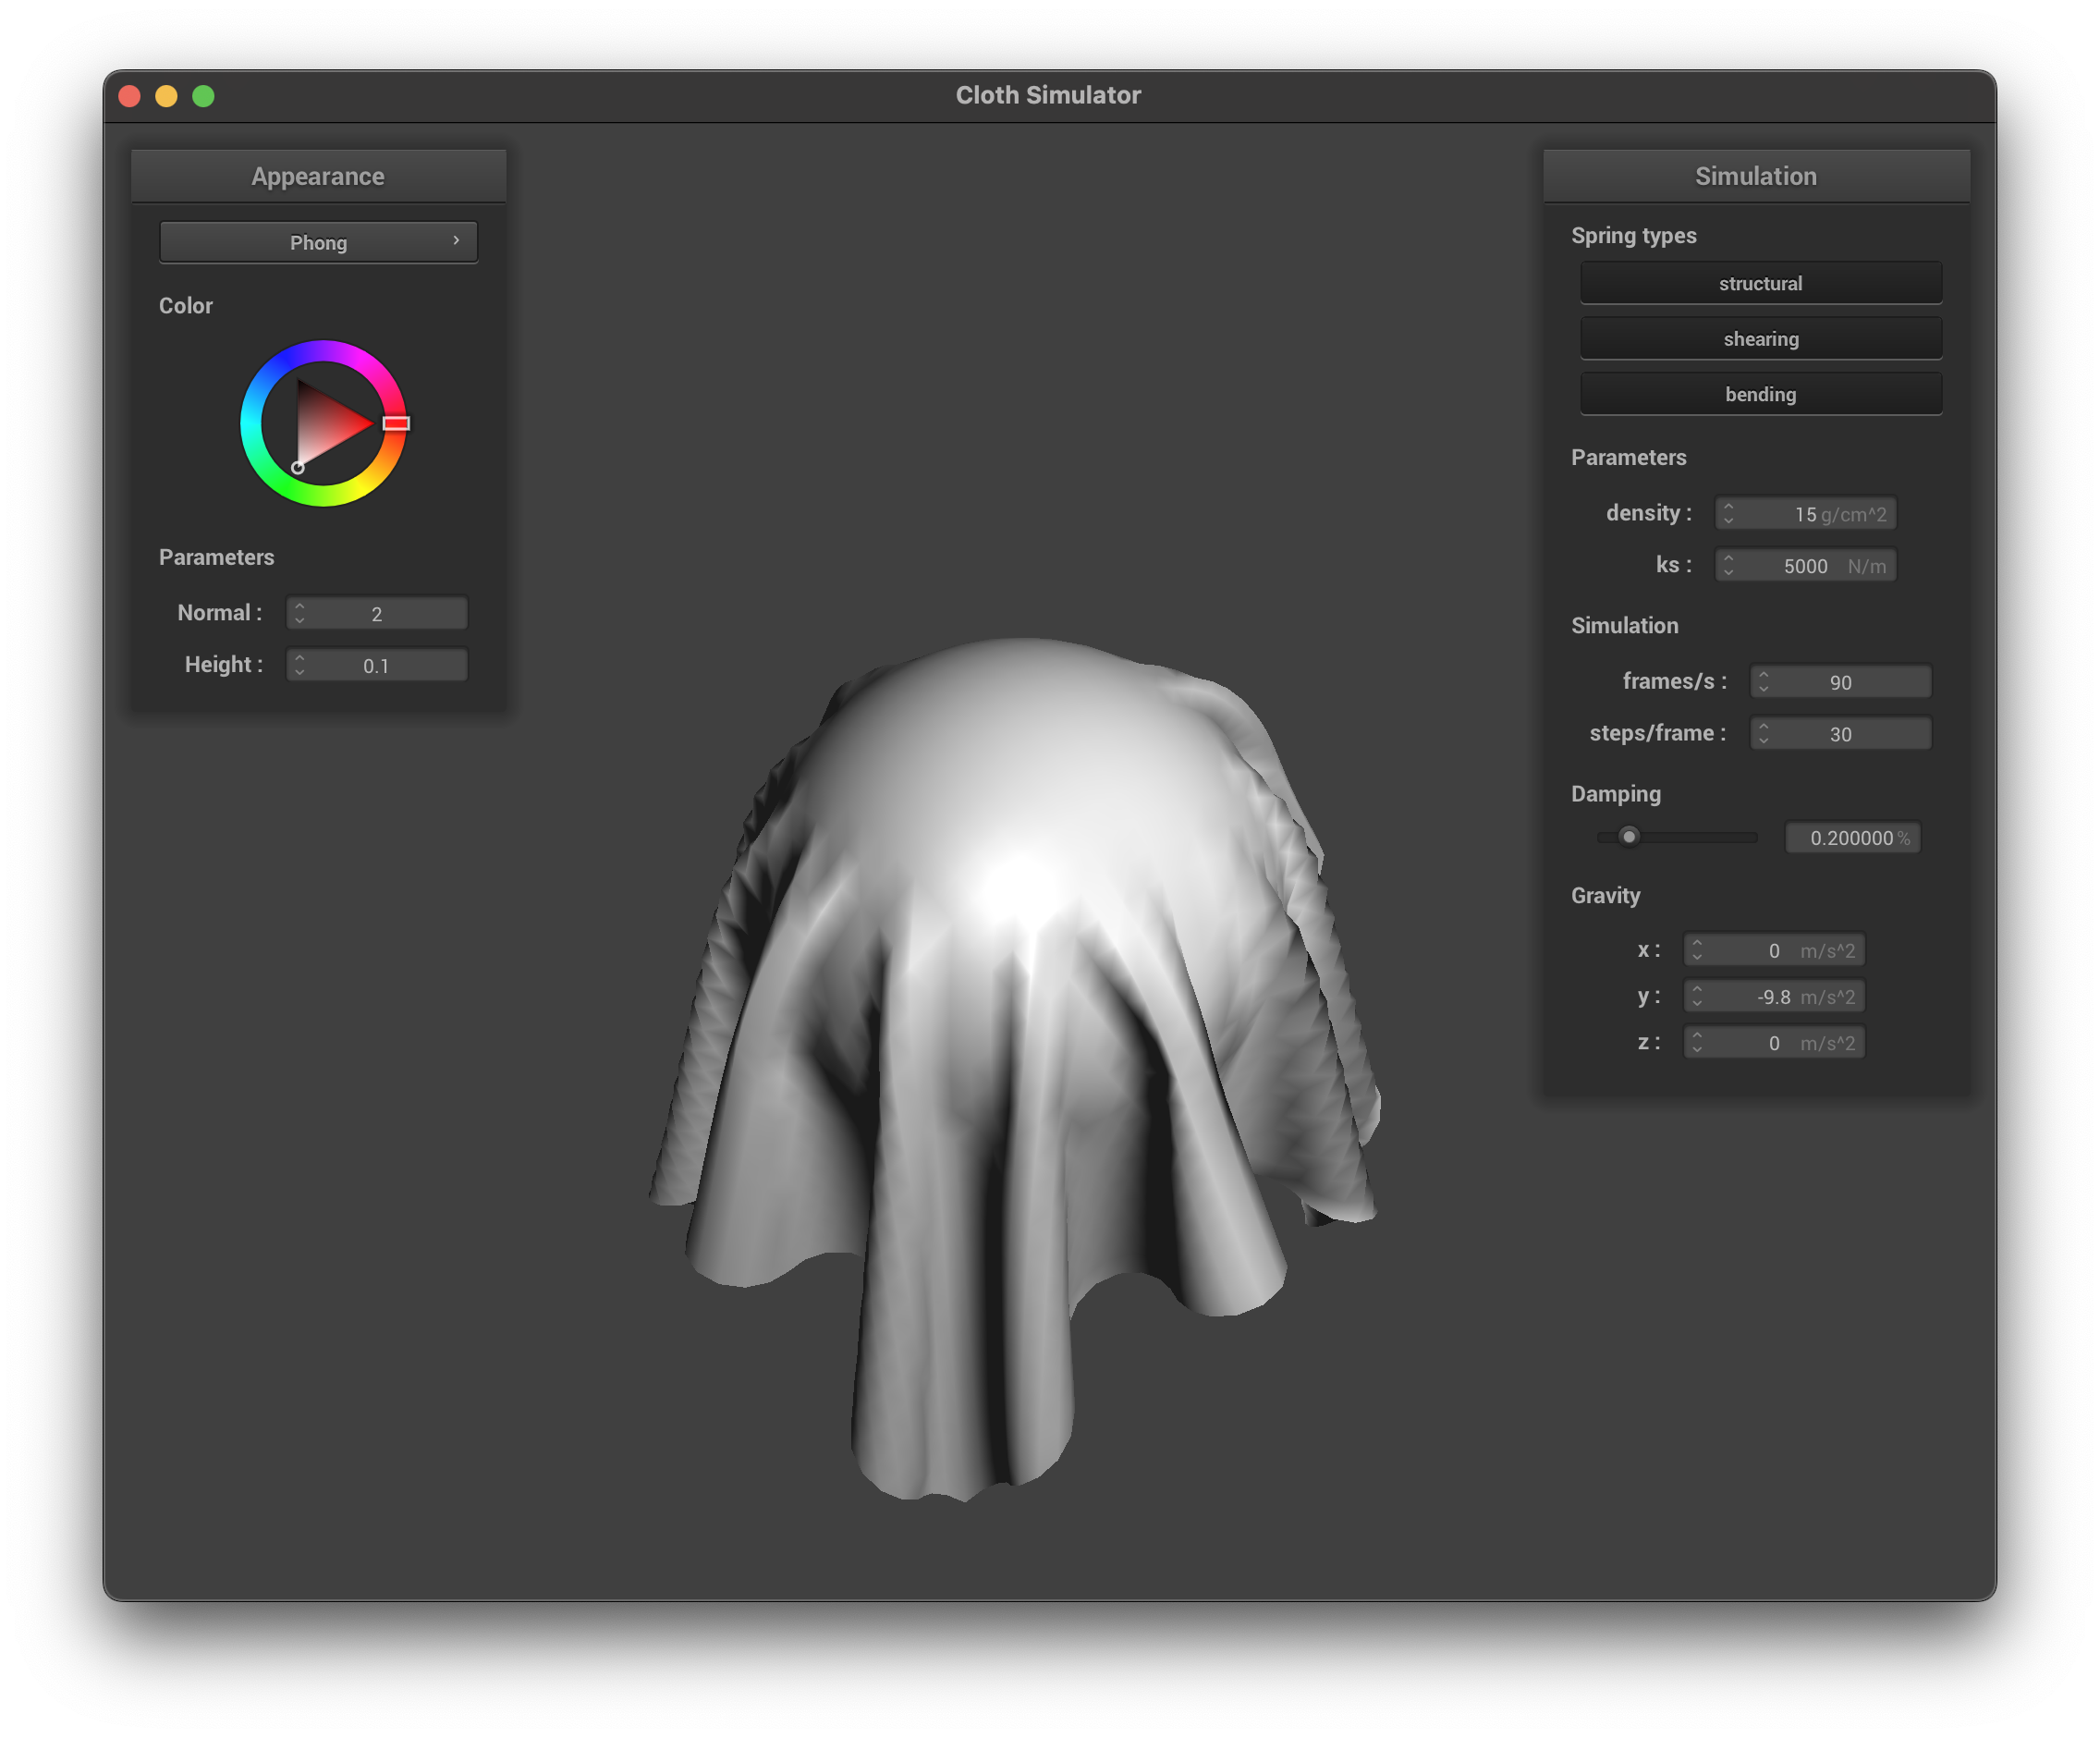 Cloth Simulator
Appearance
Phong
Color
Parameters
Normal : 2
Height : 0.1
Simulation
Spring types
structural
shearing
bending
Parameters
density : 15 g/cm^2
ks : 5000 N/m
Simulation
frames/s : 90
steps/frame : 30
Damping
0.200000 %
Gravity
x : 0 m/s^2
y : -9.8 m/s^2
z : 0 m/s^2